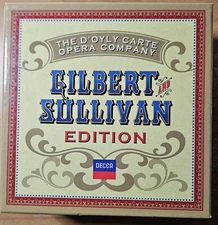 THE D'OYLY CARTE
OPERA COMPANY
GILBERT AND
SULLIVAN
EDITION
DECCA